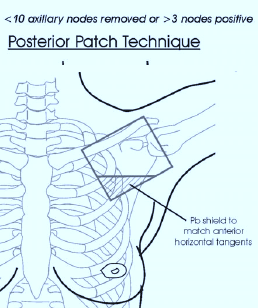 <10 axillary nodes removed or >3 nodes positive
Posterior Patch Technique
Pb shield to
match anterior
horizontal tangents